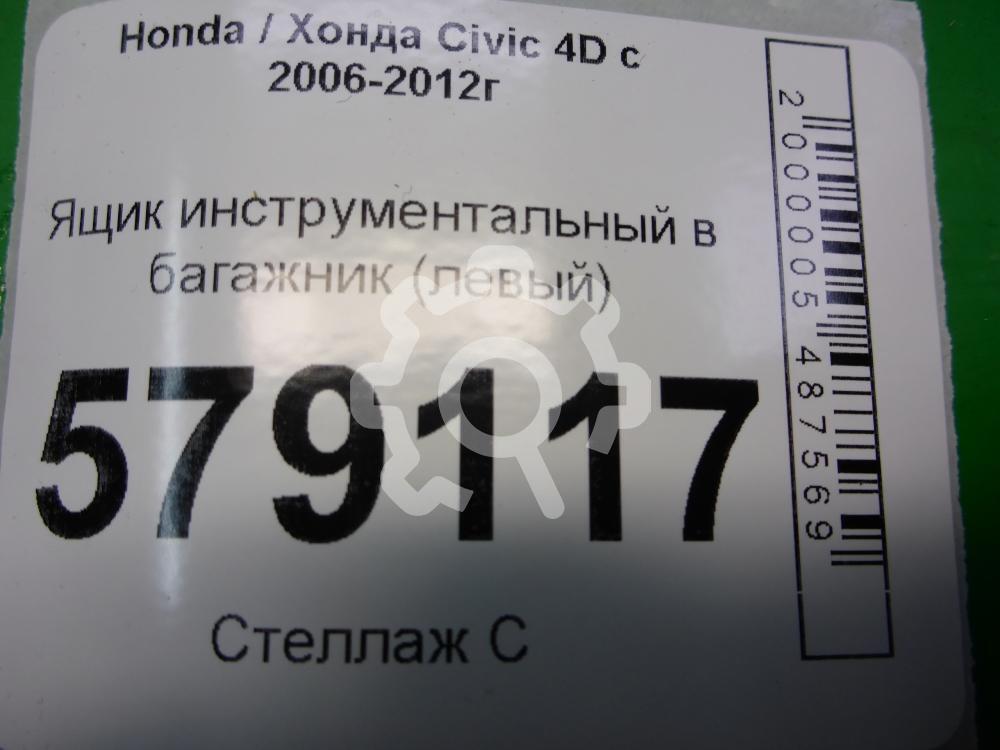 Honda / Хонда Civic 4D с
2006-2012г
Ящик инструментальный в
багажник (левый)
579117
Стеллаж С
2000005487569